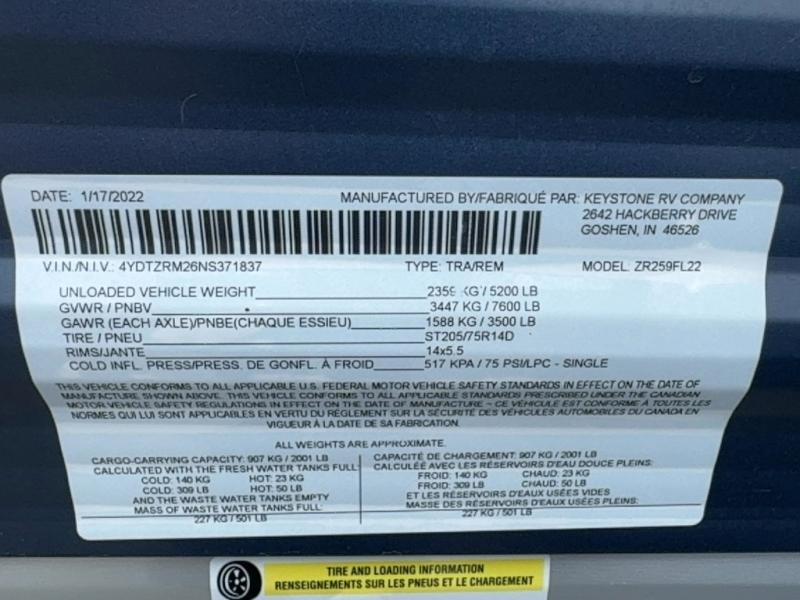 DATE: 1/17/2022 MANUFACTURED BY/FABRIQUÉ PAR: KEYSTONE RV COMPANY
2642 HACKBERRY DRIVE
GOSHEN, IN 46526
V.I.N./N.I.V.: 4YDTZRM26NS371837 TYPE: TRA/REM MODEL: ZR259FL22
UNLOADED VEHICLE WEIGHT 2359 KG / 5200 LB
GVWR / PNBV 3447 KG / 7600 LB
GAWR (EACH AXLE)/PNBE(CHAQUE ESSIEU) 1588 KG / 3500 LB
TIRE / PNEU ST205/75R14D
RIMS/JANTE 14x5.5
COLD INFL. PRESS/PRESS. DE GONFL. À FROID 517 KPA / 75 PSI/LPC - SINGLE
THIS VEHICLE CONFORMS TO ALL APPLICABLE U.S. FEDERAL MOTOR VEHICLE SAFETY STANDARDS IN EFFECT ON THE DATE OF
MANUFACTURE SHOWN ABOVE. THIS VEHICLE CONFORMS TO ALL APPLICABLE STANDARDS PRESCRIBED UNDER THE CANADIAN
MOTOR VEHICLE SAFETY REGULATIONS IN EFFECT ON THE DATE OF MANUFACTURE ~ CE VÉHICULE EST CONFORME À TOUTES LES
NORMES QUI LUI SONT APPLICABLES EN VERTU DU RÈGLEMENT SUR LA SÉCURITÉ DES VÉHICULES AUTOMOBILES DU CANADA EN
VIGUEUR À LA DATE DE SA FABRICATION.
ALL WEIGHTS ARE APPROXIMATE.
CARGO-CARRYING CAPACITY: 907 KG / 2001 LB
CALCULATED WITH THE FRESH WATER TANKS FULL:
COLD: 140 KG HOT: 23 KG
COLD: 309 LB HOT: 50 LB
AND THE WASTE WATER TANKS EMPTY
MASS OF WASTE WATER TANKS FULL:
227 KG / 501 LB
CAPACITÉ DE CHARGEMENT: 907 KG / 2001 LB
CALCULÉE AVEC LES RÉSERVOIRS D'EAU DOUCE PLEINS:
FROID: 140 KG CHAUD: 23 KG
FROID: 309 LB CHAUD: 50 LB
ET LES RÉSERVOIRS D'EAUX USÉES VIDES
MASSE DES RÉSERVOIRS D'EAUX USÉES PLEINS:
227 KG / 501 LB
TIRE AND LOADING INFORMATION
RENSEIGNEMENTS SUR LES PNEUS ET LE CHARGEMENT